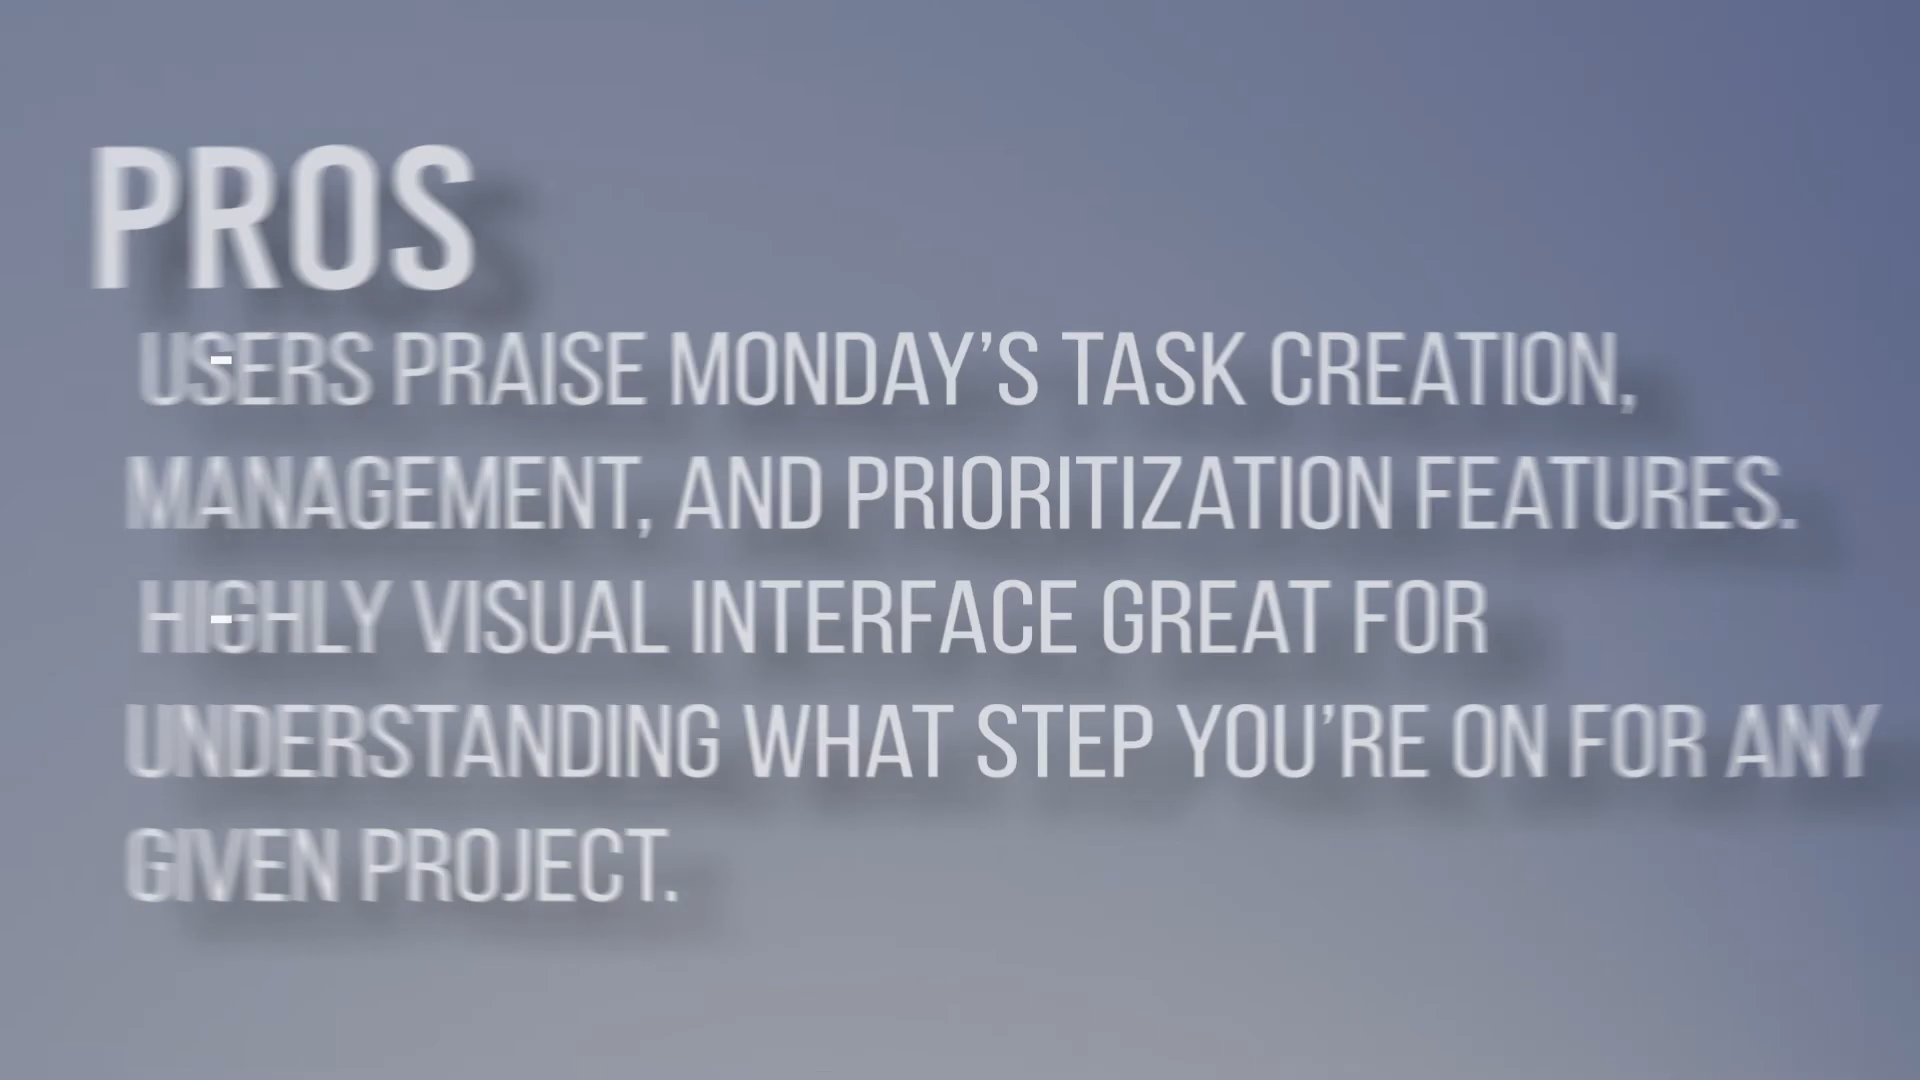 PROS
- USERS PRAISE MONDAY’S TASK CREATION,
MANAGEMENT, AND PRIORITIZATION FEATURES.
- HIGHLY VISUAL INTERFACE GREAT FOR
UNDERSTANDING WHAT STEP YOU’RE ON FOR ANY
GIVEN PROJECT.